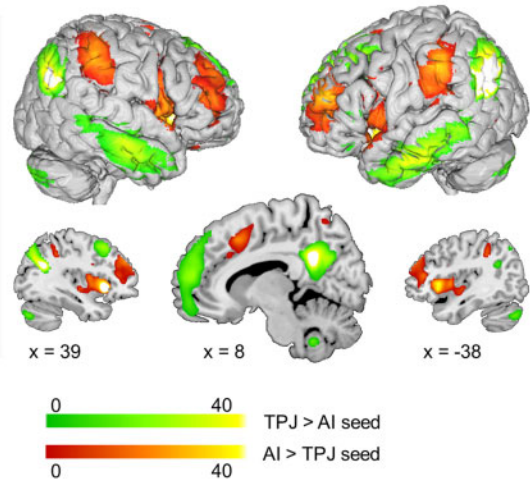 x = 39
x = 8
x = -38
0 40
TPJ > AI seed
AI > TPJ seed
0 40